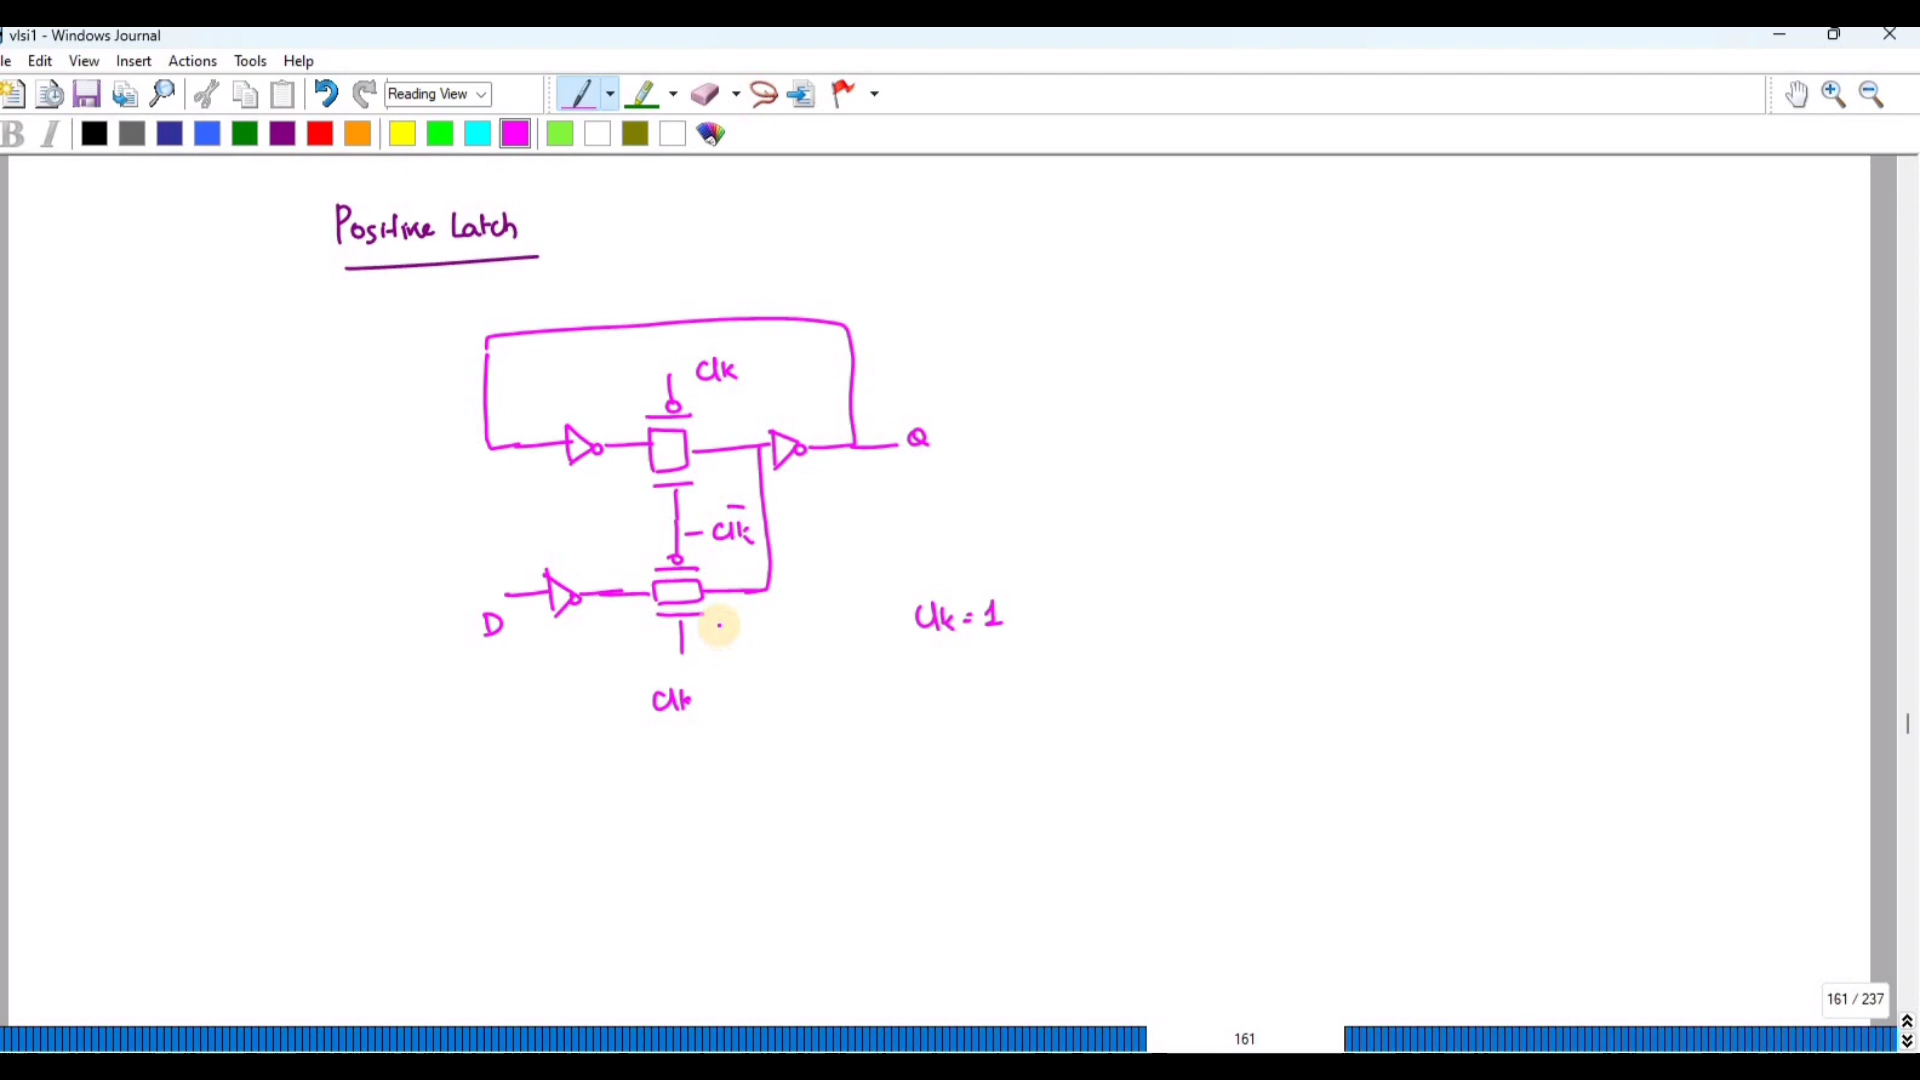 vlsi1 - Windows Journal
le Edit View Insert Actions Tools Help
Reading View
B I
Positive Latch
Clk
Q
C̅l̅k̅
D
Clk = 1
Clk
161 / 237
161